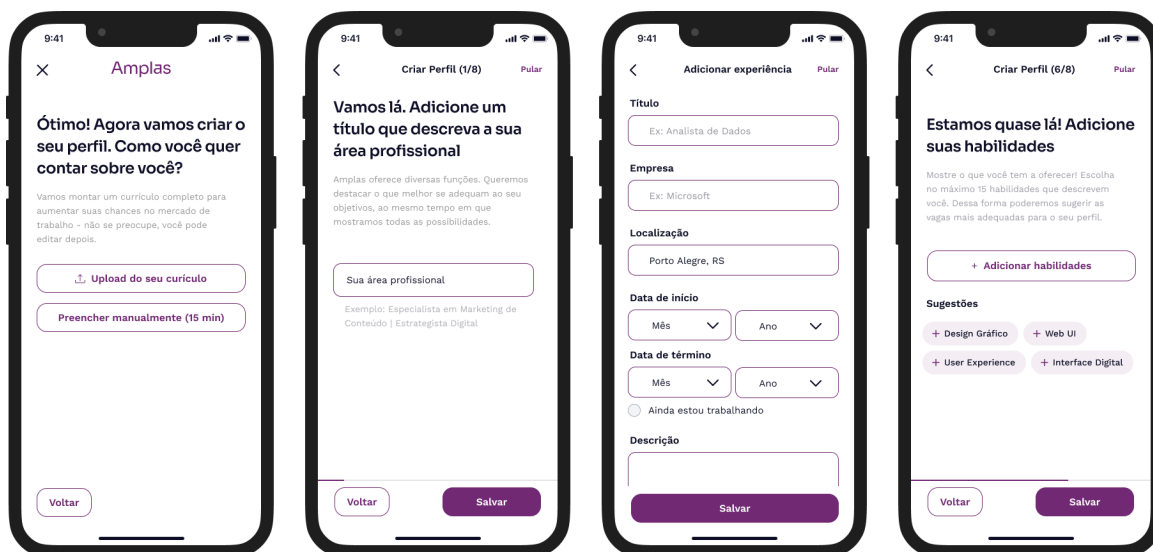 9:41
Amplas
Ótimo! Agora vamos criar o
seu perfil. Como você quer
contar sobre você?
Vamos montar um currículo completo para
aumentar suas chances no mercado de
trabalho - não se preocupe, você pode
editar depois.
Upload do seu curículo
Preencher manualmente (15 min)
Voltar
9:41
Criar Perfil (1/8)
Pular
Vamos lá. Adicione um
título que descreva a sua
área profissional
Amplas oferece diversas funções. Queremos
destacar o que melhor se adequam ao seu
objetivos, ao mesmo tempo em que
mostramos todas as possibilidades.
Sua área profissional
Exemplo: Especialista em Marketing de
Conteúdo | Estrategista Digital
Voltar
Salvar
9:41
Adicionar experiência
Pular
Título
Ex: Analista de Dados
Empresa
Ex: Microsoft
Localização
Porto Alegre, RS
Data de início
Mês
Ano
Data de término
Mês
Ano
Ainda estou trabalhando
Descrição
Salvar
9:41
Criar Perfil (6/8)
Pular
Estamos quase lá! Adicione
suas habilidades
Mostre o que você tem a oferecer! Escolha
no máximo 15 habilidades que descrevem
você. Dessa forma poderemos sugerir as
vagas mais adequadas para o seu perfil.
+ Adicionar habilidades
Sugestões
+ Design Gráfico
+ Web UI
+ User Experience
+ Interface Digital
Voltar
Salvar